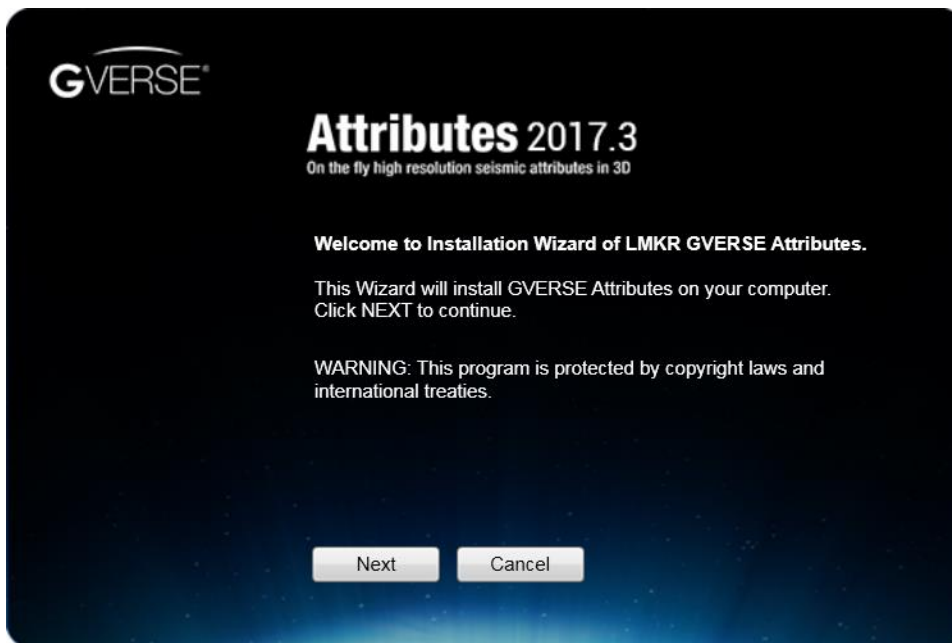 GVERSE®
Attributes 2017.3
On the fly high resolution seismic attributes in 3D
Welcome to Installation Wizard of LMKR GVERSE Attributes.
This Wizard will install GVERSE Attributes on your computer.
Click NEXT to continue.
WARNING: This program is protected by copyright laws and
international treaties.
Next Cancel